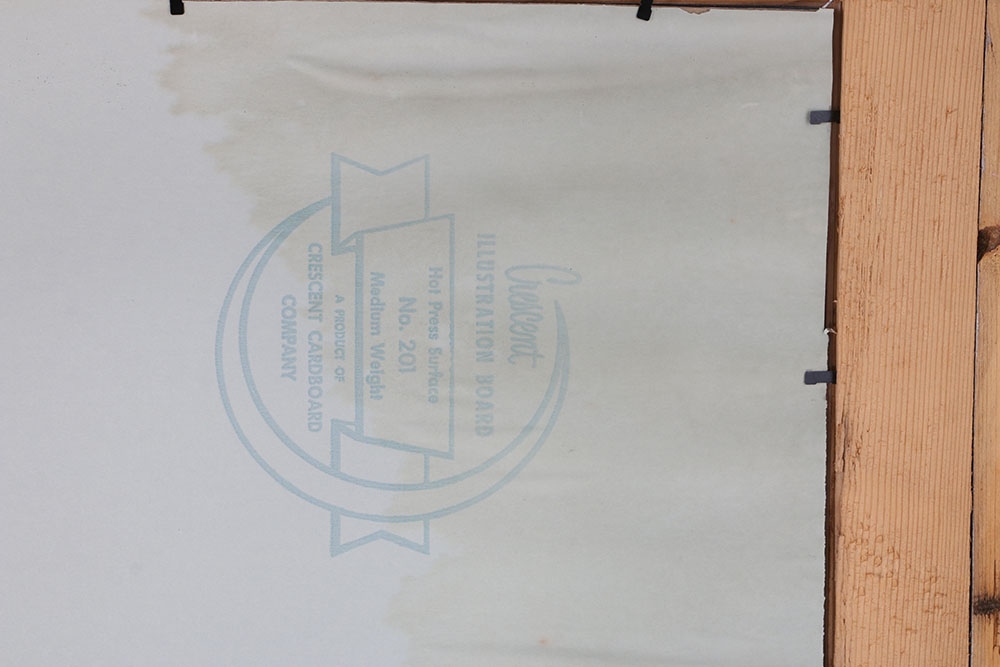 Crescent
ILLUSTRATION BOARD
Hot Press Surface
No. 201
Medium Weight
A PRODUCT OF
CRESCENT CARDBOARD
COMPANY